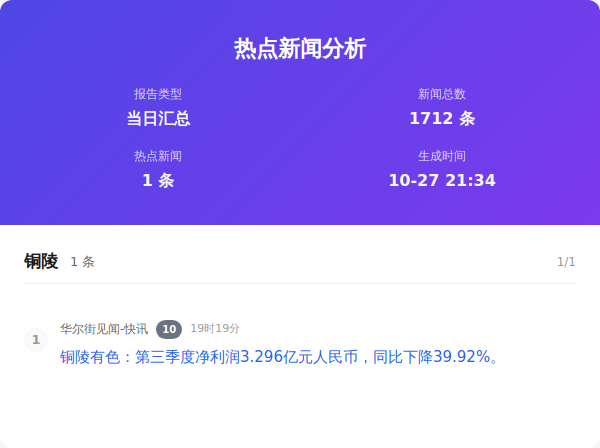 热点新闻分析
报告类型
新闻总数
当日汇总
1712 条
热点新闻
生成时间
1 条
10-27 21:34
铜陵 1 条 1/1
华尔街见闻-快讯 10 19时19分
1
铜陵有色：第三季度净利润3.296亿元人民币，同比下降39.92%。